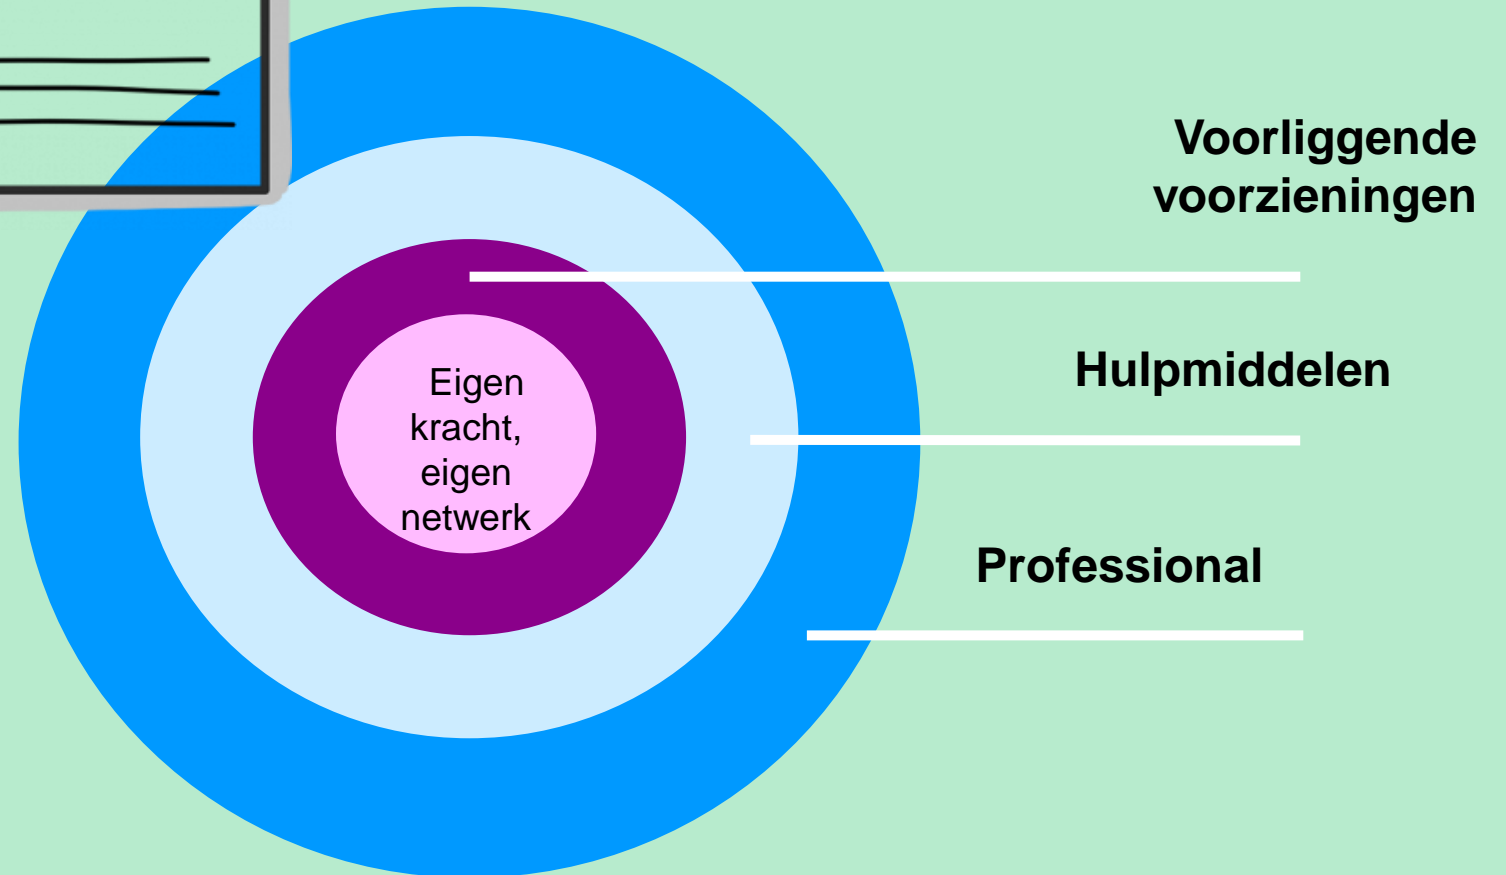 Voorliggende
voorzieningen
Hulpmiddelen
Eigen
kracht,
eigen
netwerk
Professional